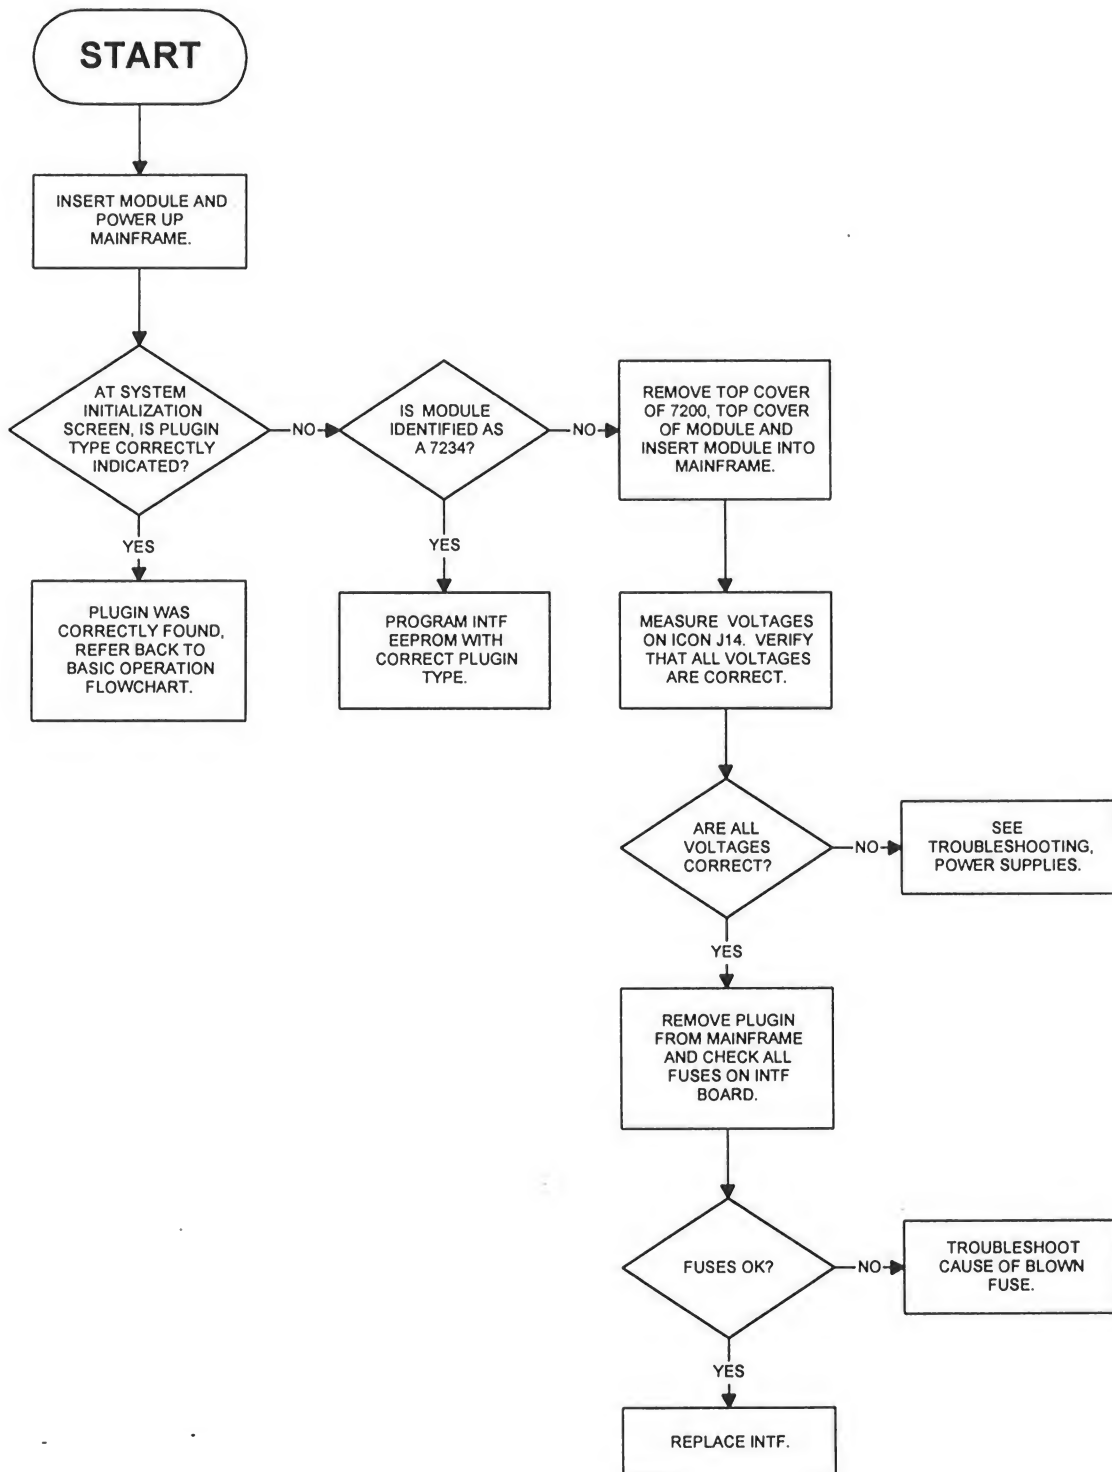 START
INSERT MODULE AND
POWER UP
MAINFRAME.
AT SYSTEM
INITIALIZATION
SCREEN, IS PLUGIN
TYPE CORRECTLY
INDICATED?
NO
YES
PLUGIN WAS
CORRECTLY FOUND,
REFER BACK TO
BASIC OPERATION
FLOWCHART.
IS MODULE
IDENTIFIED AS
A 7234?
NO
YES
PROGRAM INTF
EEPROM WITH
CORRECT PLUGIN
TYPE.
REMOVE TOP COVER
OF 7200, TOP COVER
OF MODULE AND
INSERT MODULE INTO
MAINFRAME.
MEASURE VOLTAGES
ON ICON J14. VERIFY
THAT ALL VOLTAGES
ARE CORRECT.
ARE ALL
VOLTAGES
CORRECT?
NO
SEE
TROUBLESHOOTING,
POWER SUPPLIES.
YES
REMOVE PLUGIN
FROM MAINFRAME
AND CHECK ALL
FUSES ON INTF
BOARD.
FUSES OK?
NO
TROUBLESHOOT
CAUSE OF BLOWN
FUSE.
YES
REPLACE INTF.